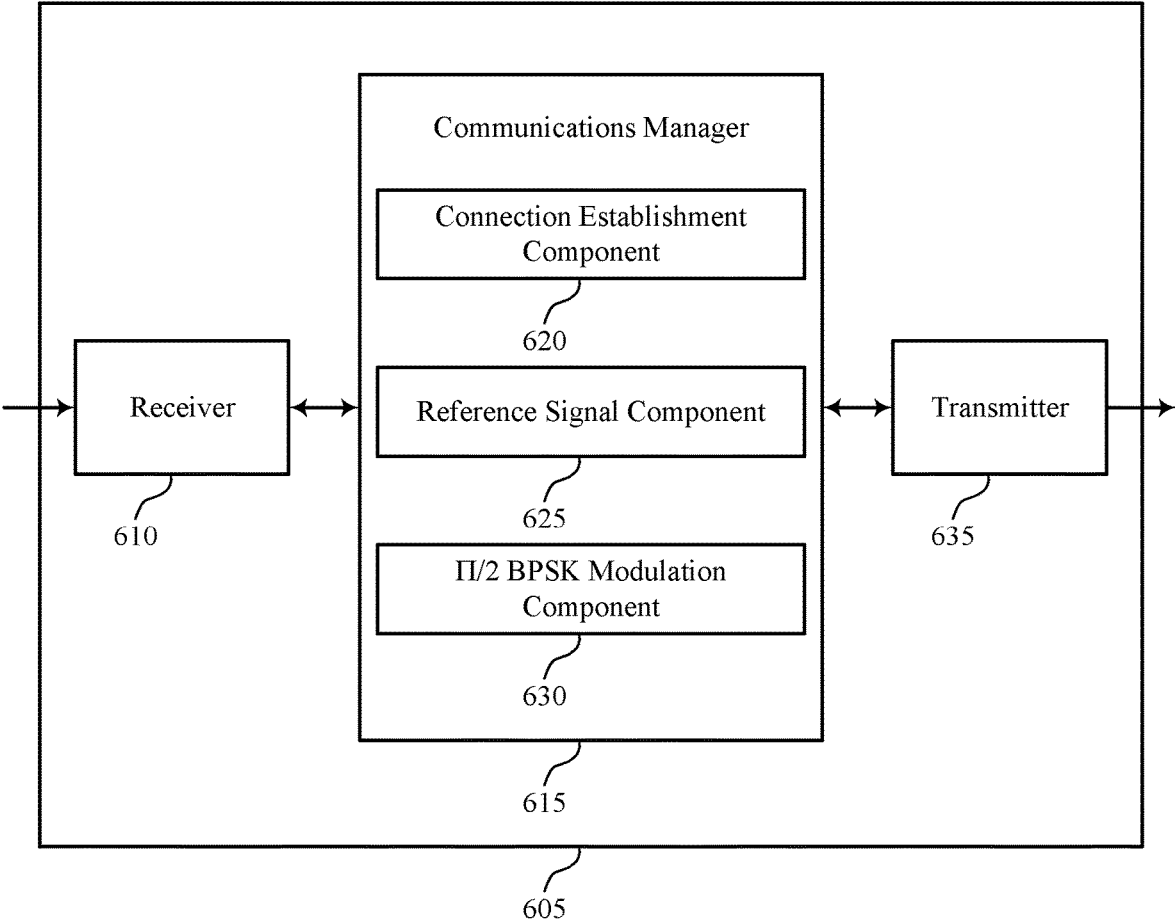 Communications Manager
Connection Establishment
Component
620
Receiver
610
Reference Signal Component
625
Transmitter
635
Π/2 BPSK Modulation
Component
630
615
605